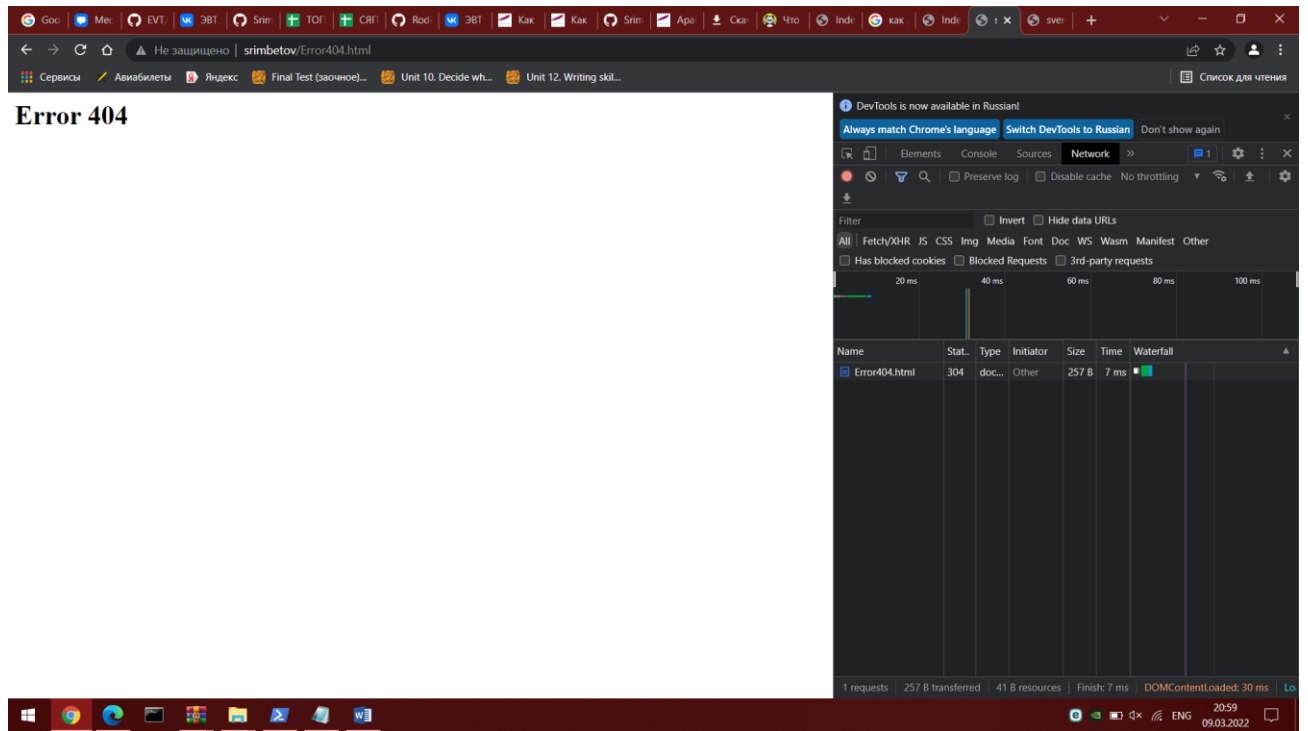 Goo Мес EVT. ЭВТ. Srim ТОП СЯП Rodi ЭВТ Как Как Srim Apa Ска Что Inde как Inde sver
Не защищено | srimbetov/Error404.html
Сервисы Авиабилеты Яндекс Final Test (заочное)... Unit 10. Decide wh... Unit 12. Writing skil... Список для чтения
Error 404
DevTools is now available in Russian!
Always match Chrome's language Switch DevTools to Russian Don't show again
Elements Console Sources Network » 1
Preserve log Disable cache No throttling
Filter Invert Hide data URLs
All Fetch/XHR JS CSS Img Media Font Doc WS Wasm Manifest Other
Has blocked cookies Blocked Requests 3rd-party requests
20 ms 40 ms 60 ms 80 ms 100 ms
Name Stat.. Type Initiator Size Time Waterfall
Error404.html 304 doc... Other 257 B 7 ms
1 requests 257 B transferred 41 B resources Finish: 7 ms DOMContentLoaded: 30 ms Lo
ENG 20:59
09.03.2022